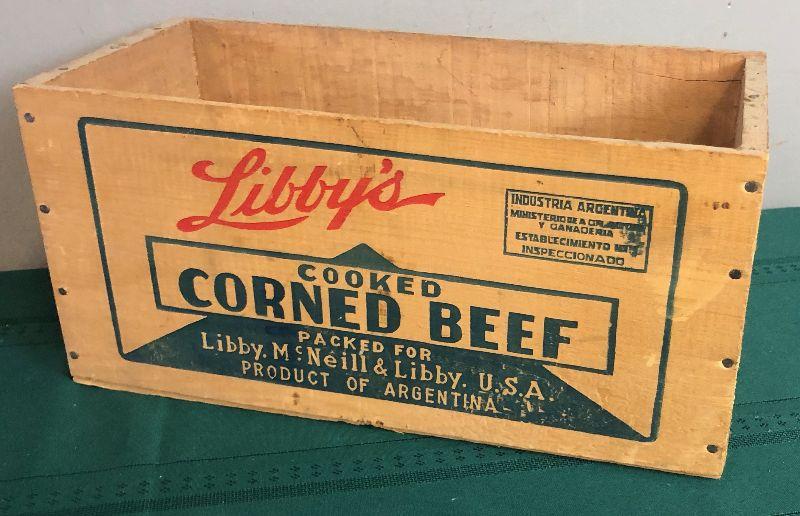 Libby's
INDUSTRIA ARGENTINA
MINISTERIO DE AGRI
Y GANADERIA
ESTABLECIMIENTO
INSPECCIONADO
COOKED
CORNED BEEF
PACKED FOR
Libby. McNeill & Libby. U.S.A.
PRODUCT OF ARGENTINA